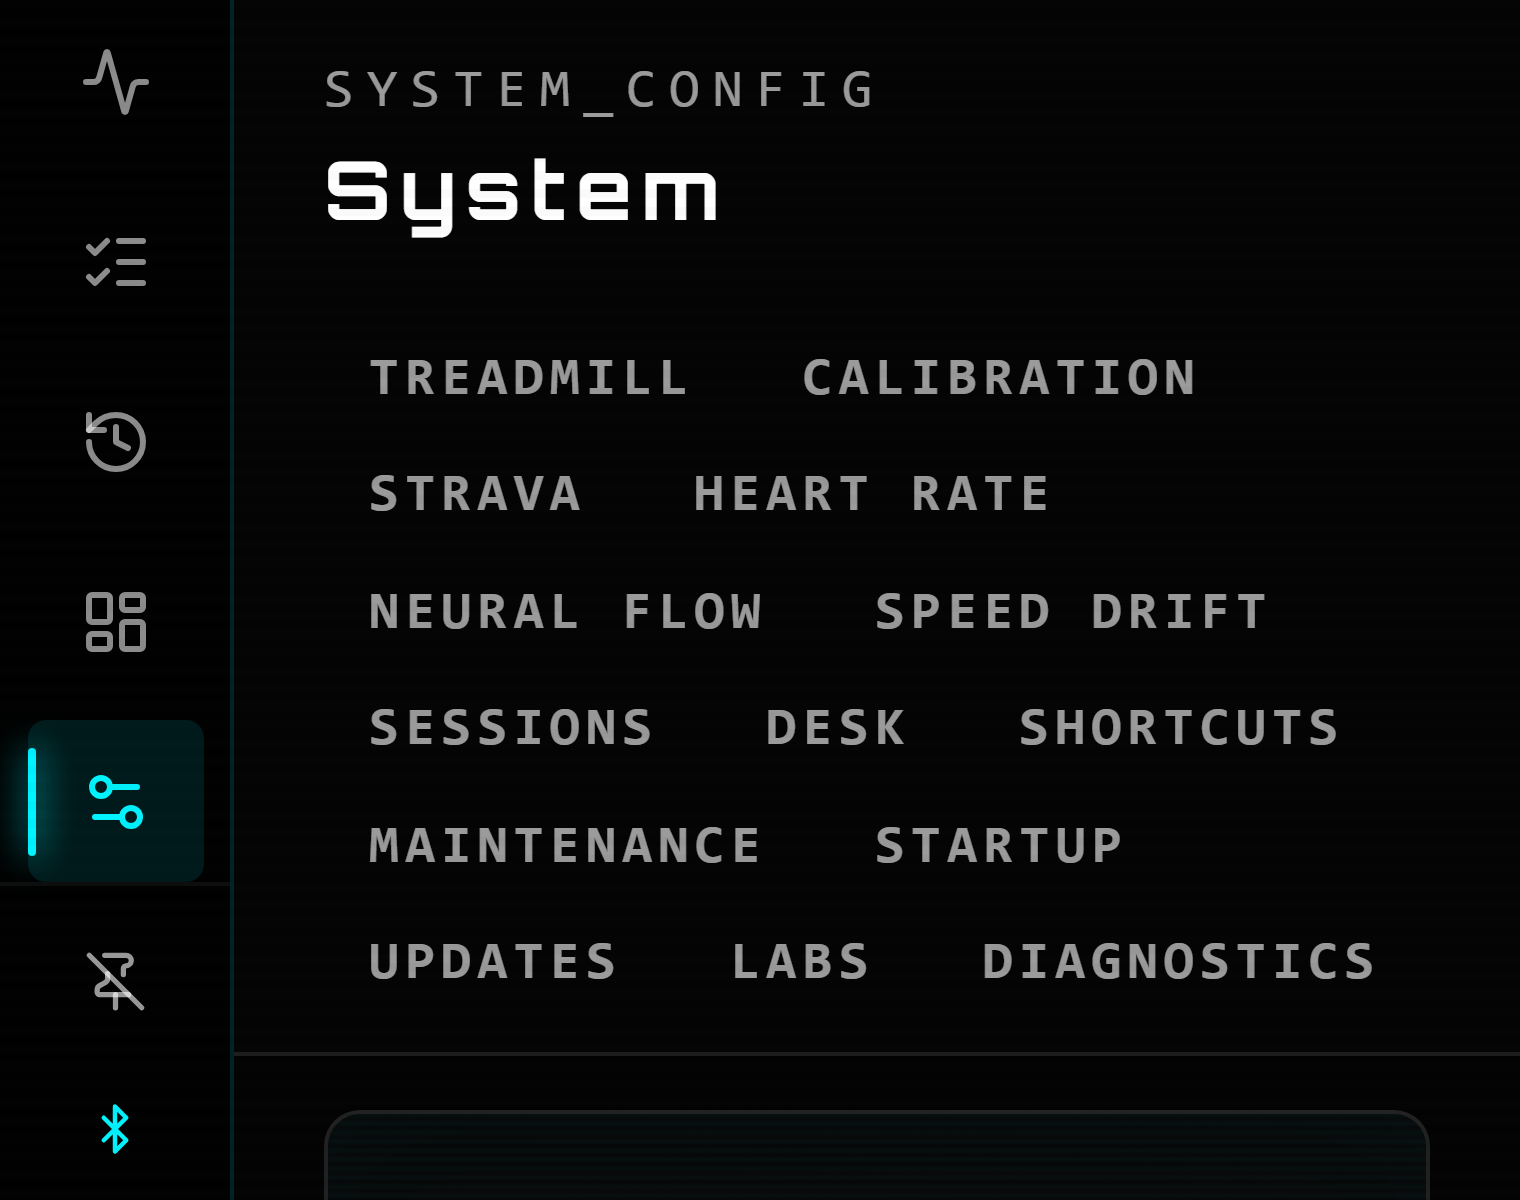 SYSTEM_CONFIG
System
TREADMILL CALIBRATION
STRAVA HEART RATE
NEURAL FLOW SPEED DRIFT
SESSIONS DESK SHORTCUTS
MAINTENANCE STARTUP
UPDATES LABS DIAGNOSTICS